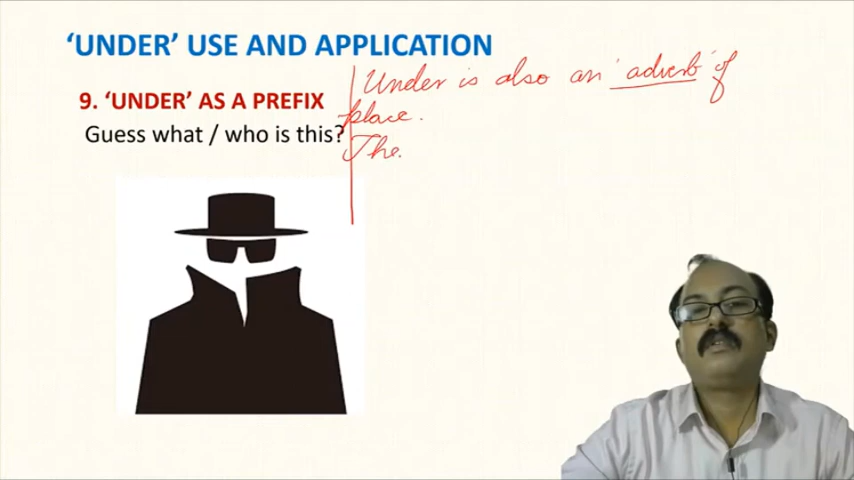 ‘UNDER’ USE AND APPLICATION
9. ‘UNDER’ AS A PREFIX
Guess what / who is this?
Under is also an 'adverb' of
place.
The.